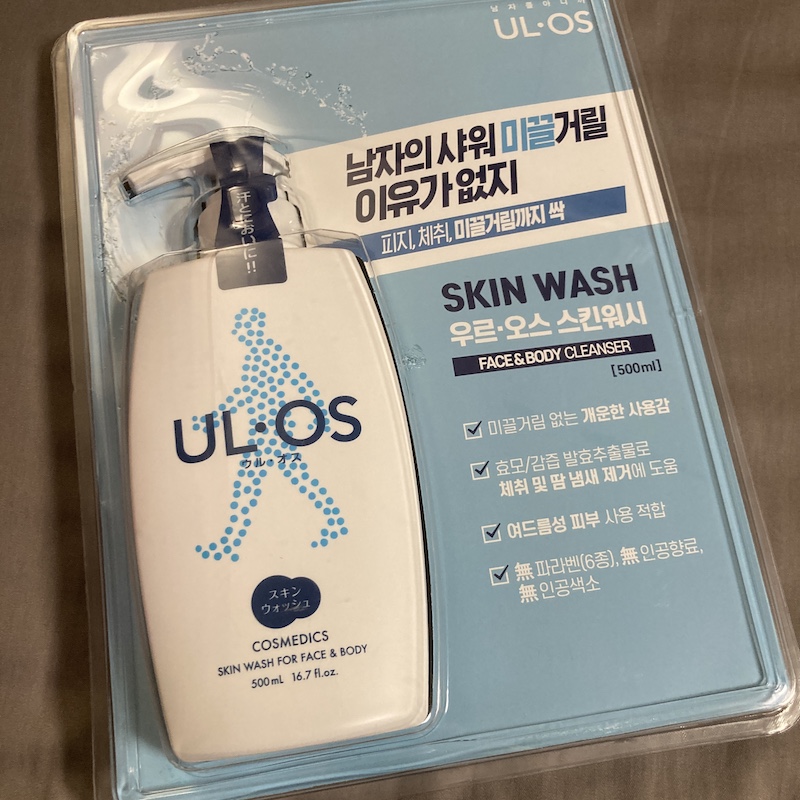 UL·OS
남자의 샤워 미끌거릴
이유가 없지
피지, 체취, 미끌거림까지 싹
SKIN WASH
우르·오스 스킨워시
FACE & BODY CLEANSER
[500ml]
미끌거림 없는 개운한 사용감
효모/감즙 발효추출물로
체취 및 땀 냄새 제거에 도움
여드름성 피부 사용 적합
無 파라벤(6종), 無 인공향료,
無 인공색소
汗とにおいに!!
UL·OS
ウル・オス
スキン
ウォッシュ
COSMEDICS
SKIN WASH FOR FACE & BODY
500mL 16.7 fl.oz.